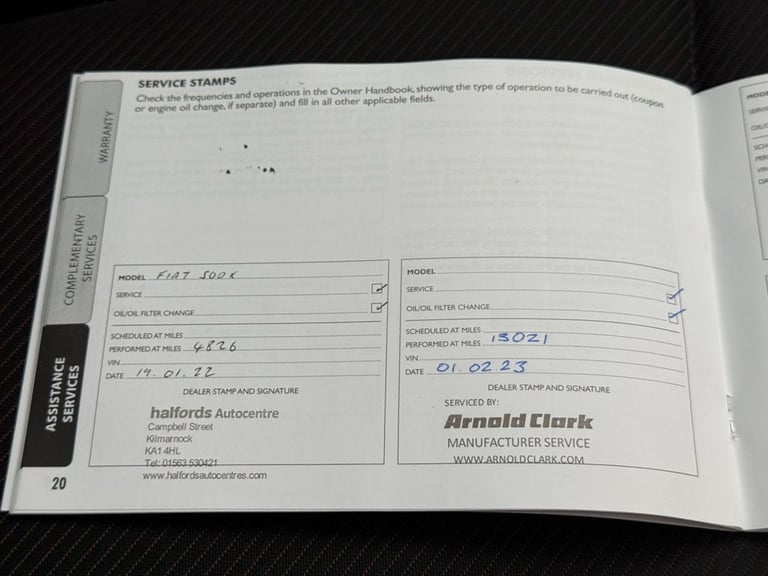 SERVICE STAMPS
Check the frequencies and operations in the Owner Handbook, showing the type of operation to be carried out (coupon
or engine oil change, if separate) and fill in all other applicable fields.
WARRANTY
COMPLEMENTARY
SERVICES
ASSISTANCE
SERVICES
MODEL FIAT 500X
SERVICE
OIL/OIL FILTER CHANGE
SCHEDULED AT MILES
PERFORMED AT MILES 4826
VIN
DATE 19.01.22
DEALER STAMP AND SIGNATURE
halfords Autocentre
Campbell Street
Kilmarnock
KA1 4HL
Tel: 01563 530421
www.halfordsautocentres.com
MODEL
SERVICE
OIL/OIL FILTER CHANGE
SCHEDULED AT MILES
PERFORMED AT MILES 13021
VIN
DATE 01.02 23
DEALER STAMP AND SIGNATURE
SERVICED BY:
Arnold Clark
MANUFACTURER SERVICE
WWW.ARNOLDCLARK.COM
20